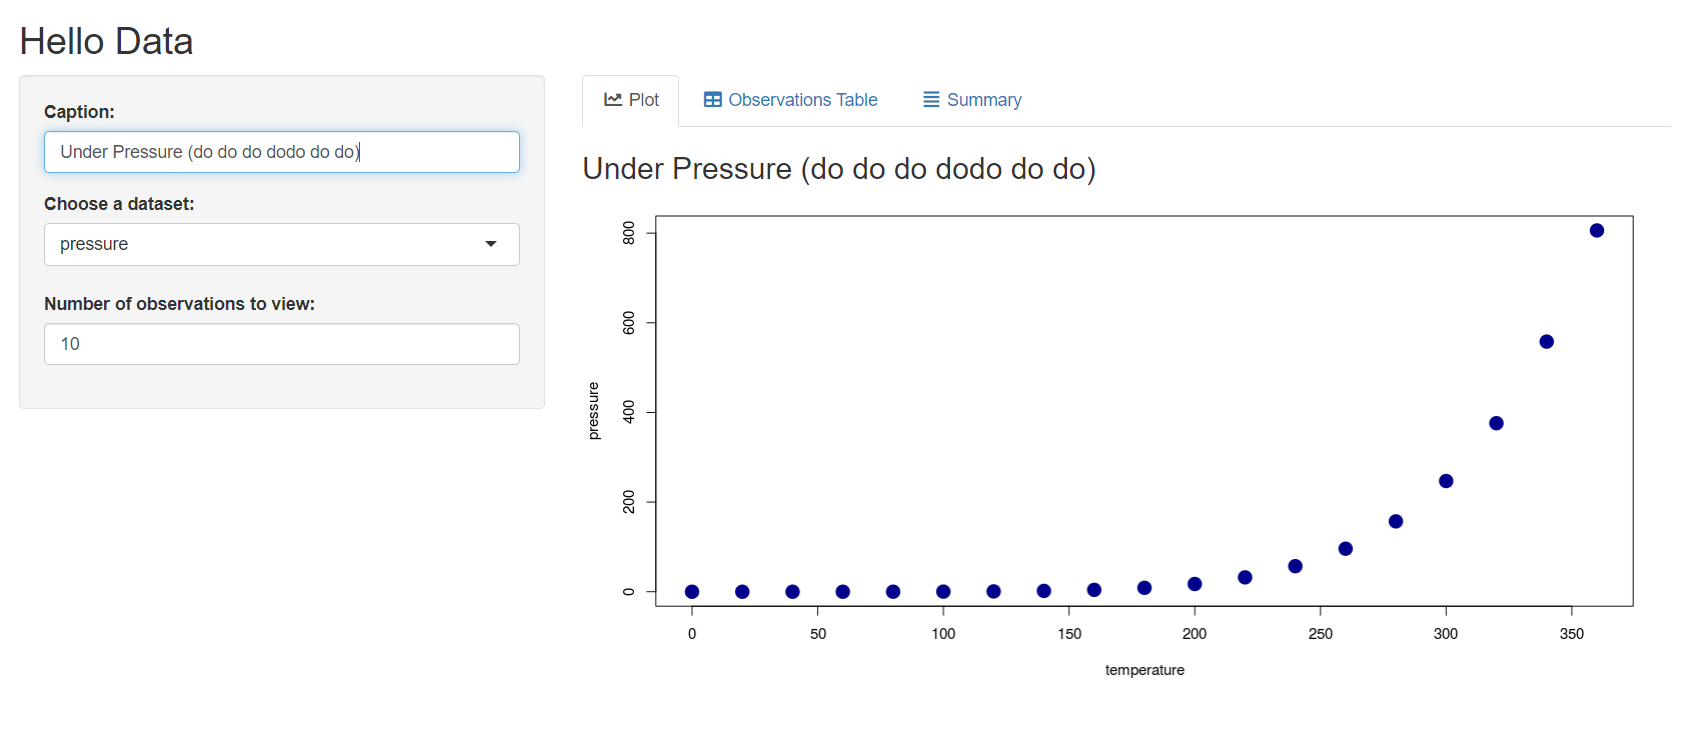 Hello Data
Caption:
Under Pressure (do do do dodo do do)
Choose a dataset:
pressure
Number of observations to view:
10
Plot
Observations Table
Summary
Under Pressure (do do do dodo do do)
800
600
400
200
0
pressure
0 50 100 150 200 250 300 350
temperature